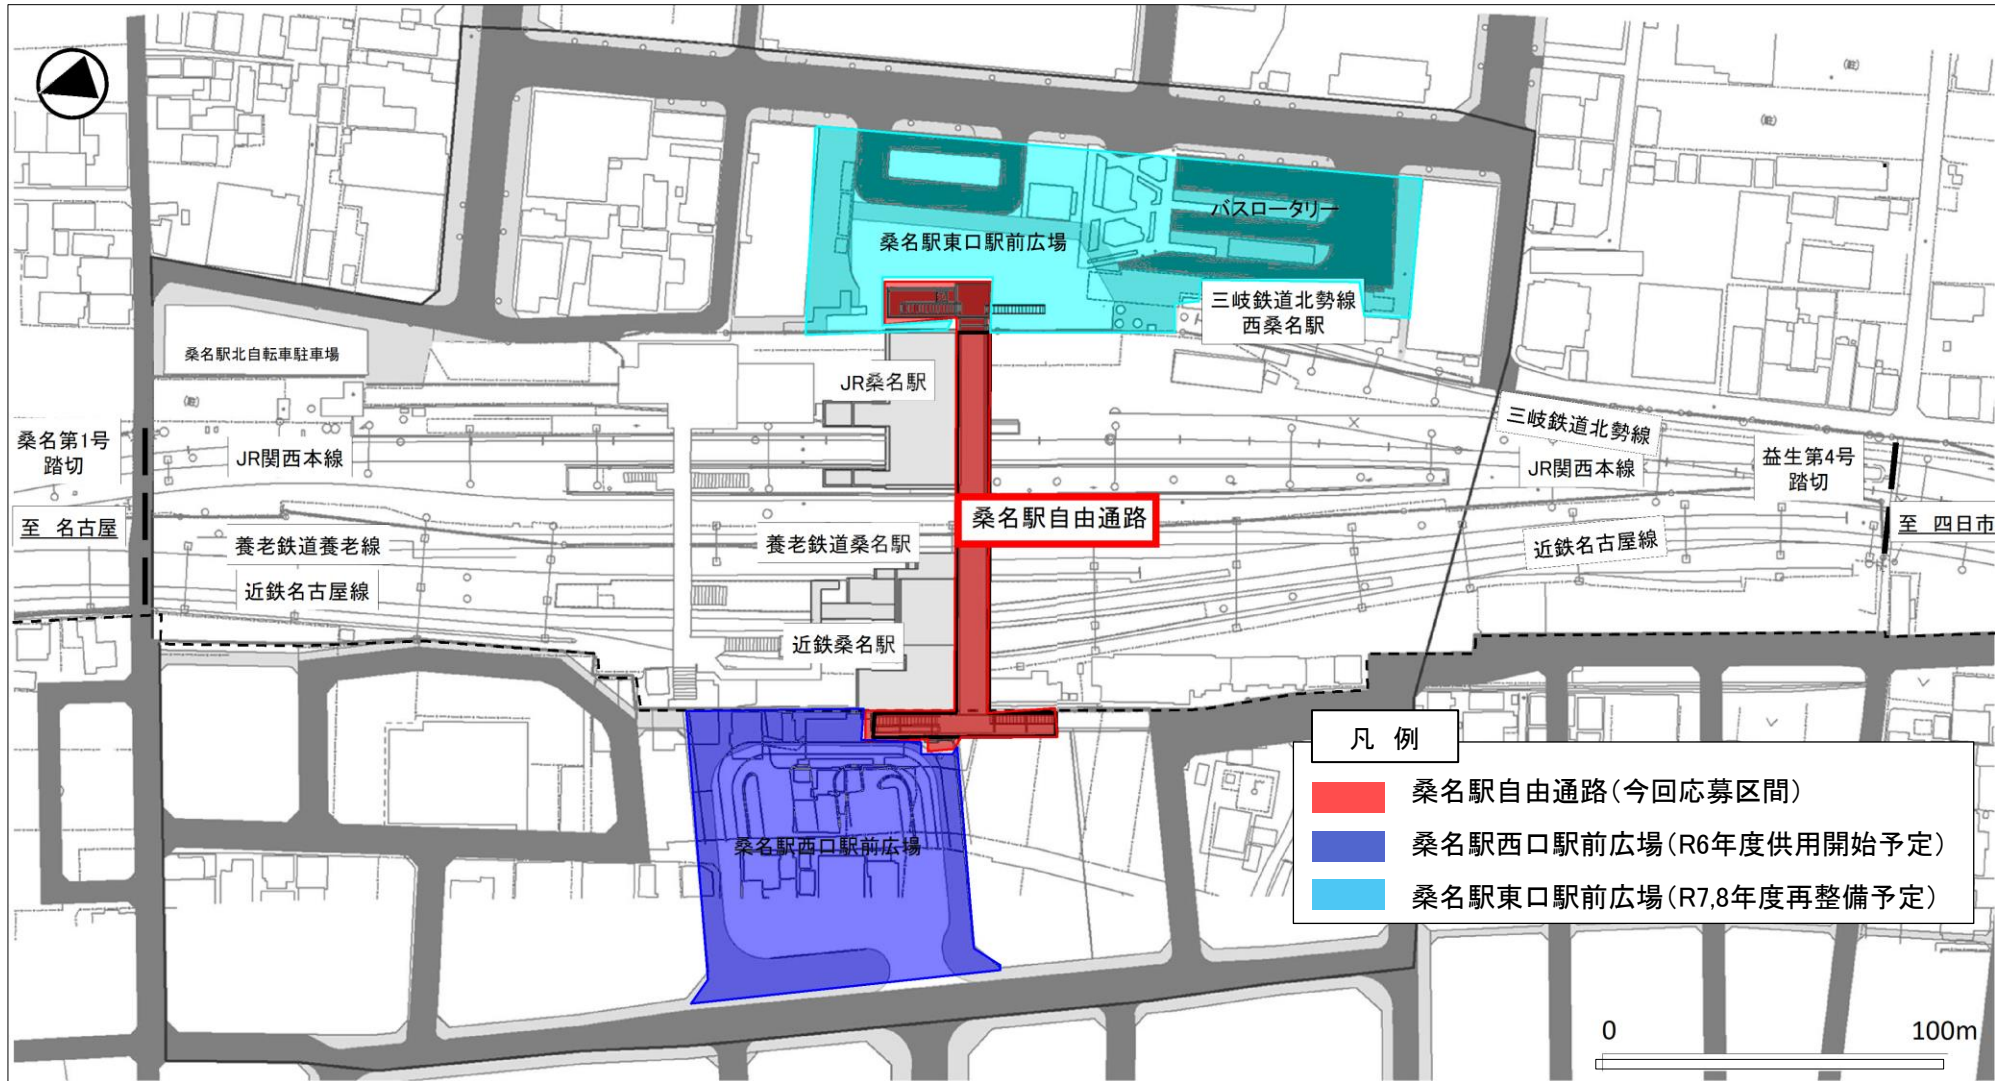 バスロータリー
桑名駅東口駅前広場
三岐鉄道北勢線
西桑名駅
桑名駅北自転車駐車場
JR桑名駅
桑名第1号
踏切
JR関西本線
三岐鉄道北勢線
JR関西本線
益生第4号
踏切
至 名古屋
桑名駅自由通路
至 四日市
養老鉄道養老線
養老鉄道桑名駅
近鉄名古屋線
近鉄名古屋線
近鉄桑名駅
桑名駅西口駅前広場
凡 例
桑名駅自由通路(今回応募区間)
桑名駅西口駅前広場(R6年度供用開始予定)
桑名駅東口駅前広場(R7,8年度再整備予定)
0 100m